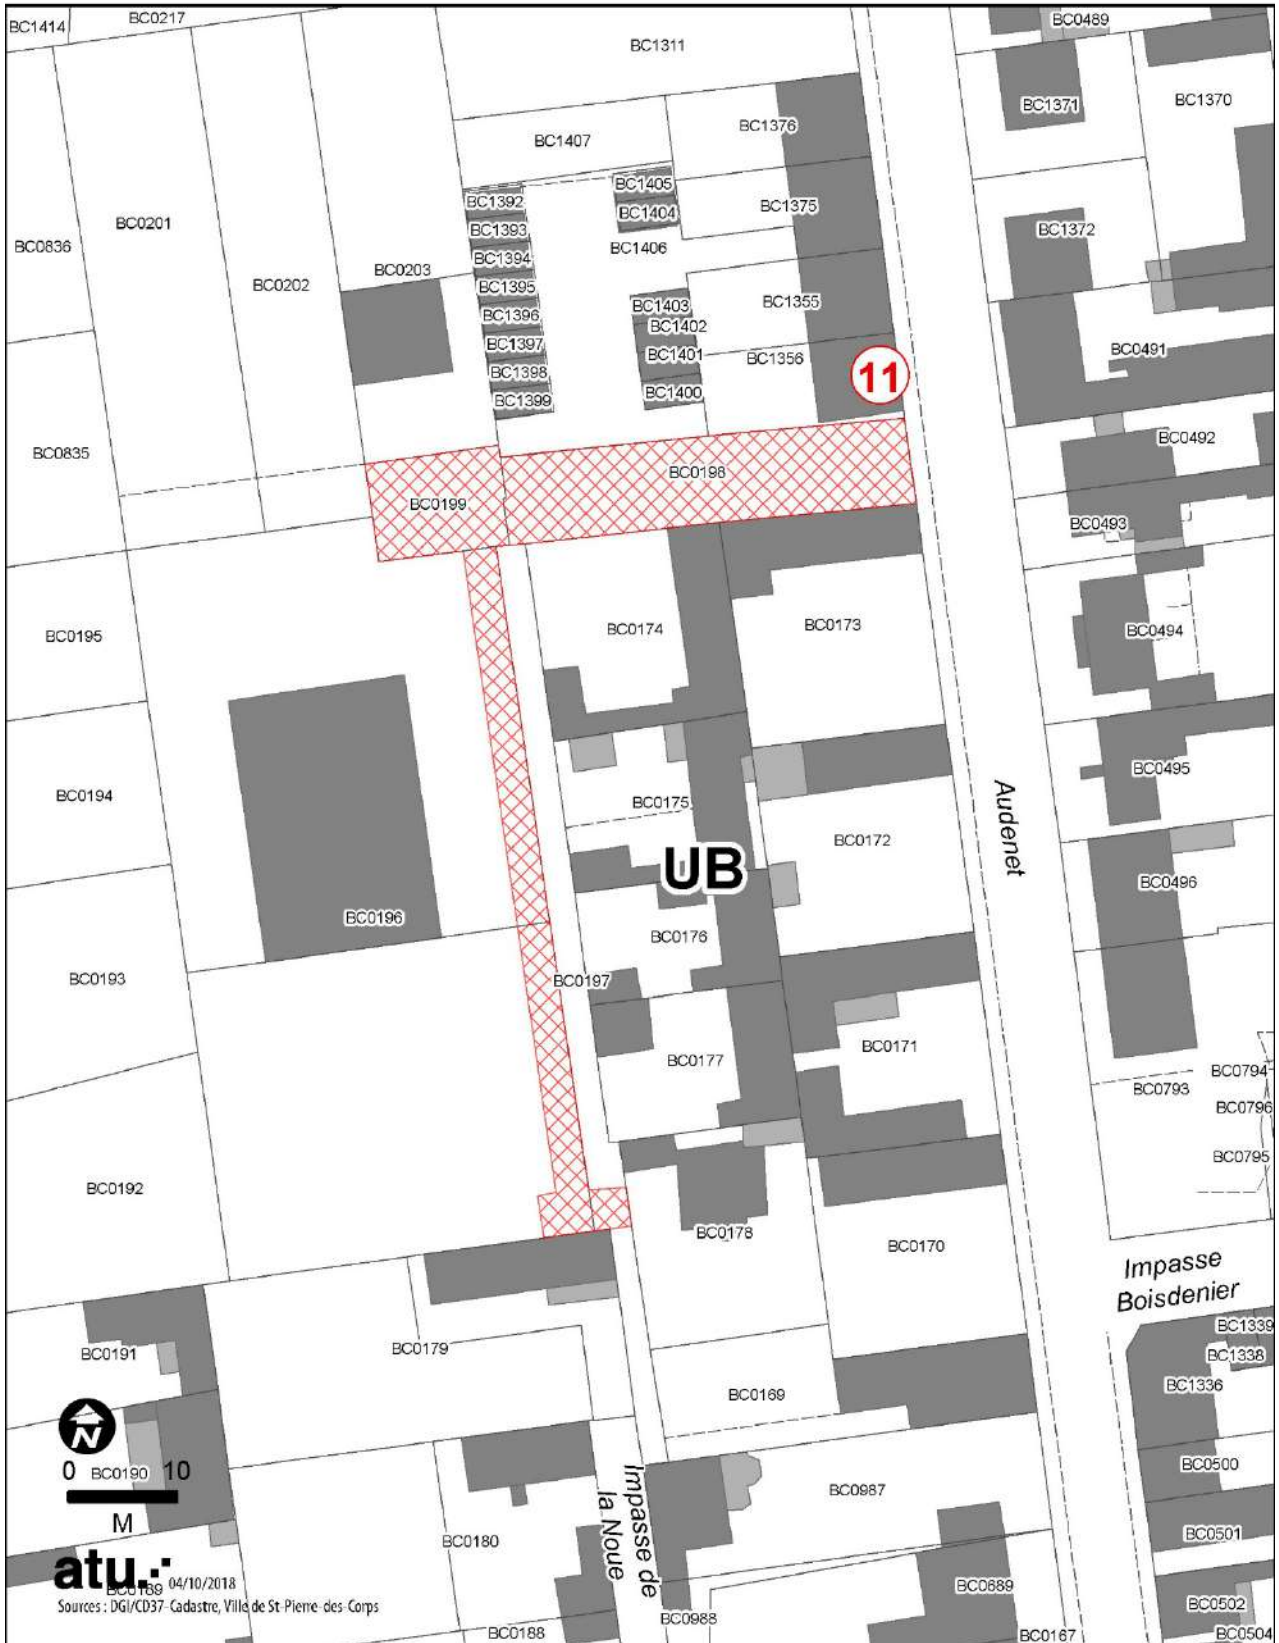 BC1414
BC0217
BC1311
BC0489
BC1371
BC1370
BC1376
BC1407
BC1405
BC1404
BC1392
BC1393
BC1394
BC1395
BC1396
BC1397
BC1398
BC1399
BC1375
BC1406
BC1372
BC0836
BC0201
BC0202
BC0203
BC1403
BC1402
BC1401
BC1400
BC1355
BC1356
11
BC0491
BC0492
BC0493
BC0835
BC0199
BC0198
BC0195
BC0174
BC0173
BC0494
BC0194
BC0175
BC0495
Audenet
BC0172
UB
BC0496
BC0196
BC0176
BC0193
BC0197
BC0177
BC0171
BC0794
BC0793
BC0796
BC0795
BC0192
BC0178
BC0170
Impasse
Boisdenier
BC1339
BC1338
BC1336
BC0191
BC0179
BC0169
N
0 BC0190 10
M
BC0500
BC0987
Impasse de
la Noue
BC0180
BC0501
atu
BC0189
04/10/2018
Sources : DGI/CD37-Cadastre, Ville de St-Pierre-des-Corps
BC0689
BC0502
BC0988
BC0188
BC0167
BC0504